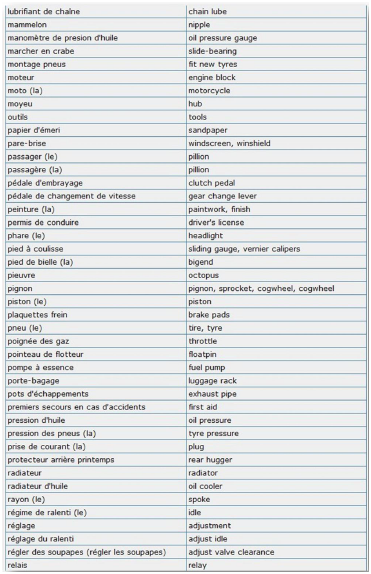 lubrifiant de chaîne chain lube
mammelon nipple
manomètre de presion d'huile oil pressure gauge
marcher en crabe slide-bearing
montage pneus fit new tyres
moteur engine block
moto (la) motorcycle
moyeu hub
outils tools
papier d'émeri sandpaper
pare-brise windscreen, winshield
passager (le) pillion
passagère (la) pillion
pédale d'embrayage clutch pedal
pédale de changement de vitesse gear change lever
peinture (la) paintwork, finish
permis de conduire driver's license
phare (le) headlight
pied à coulisse sliding gauge, vernier calipers
pied de bielle (la) bigend
pieuvre octopus
pignon pignon, sprocket, cogwheel, cogwheel
piston (le) piston
plaquettes frein brake pads
pneu (le) tire, tyre
poignée des gaz throttle
pointeau de flotteur floatpin
pompe à essence fuel pump
porte-bagage luggage rack
pots d'échappements exhaust pipe
premiers secours en cas d'accidents first aid
pression d'huile oil pressure
pression des pneus (la) tyre pressure
prise de courant (la) plug
protecteur arrière printemps rear hugger
radiateur radiator
radiateur d'huile oil cooler
rayon (le) spoke
régime de ralenti (le) idle
réglage adjustment
réglage du ralenti adjust idle
régler des soupapes (régler les soupapes) adjust valve clearance
relais relay